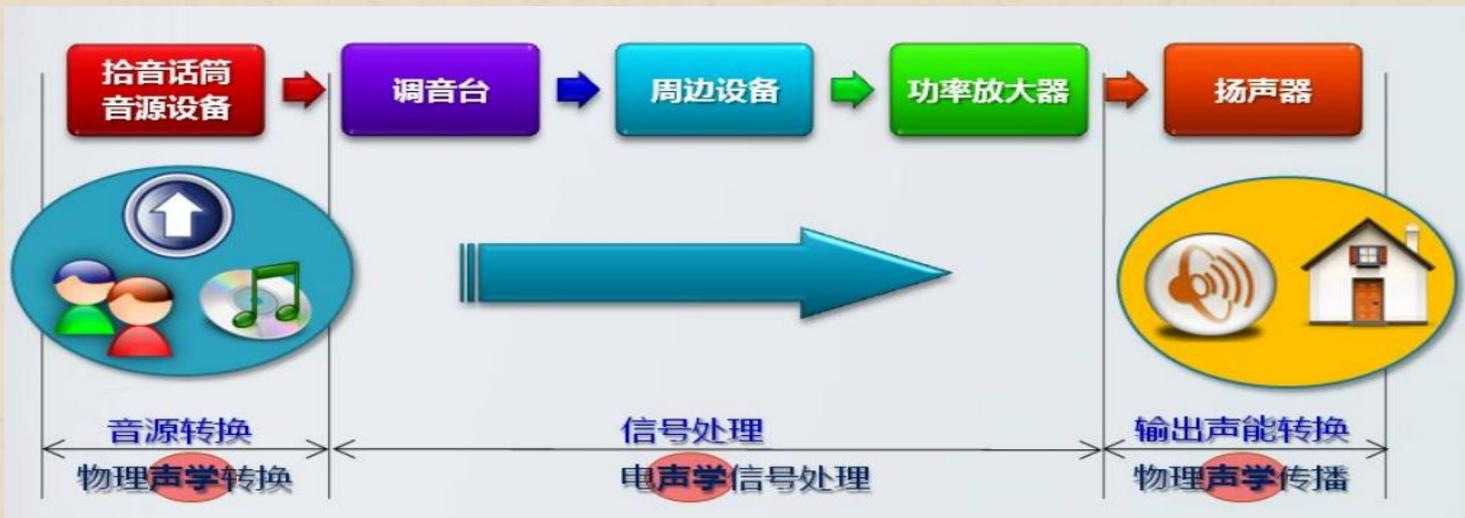 拾音话筒
音源设备
调音台
周边设备
功率放大器
扬声器
音源转换
信号处理
输出声能转换
物理声学转换
电声学信号处理
物理声学传播